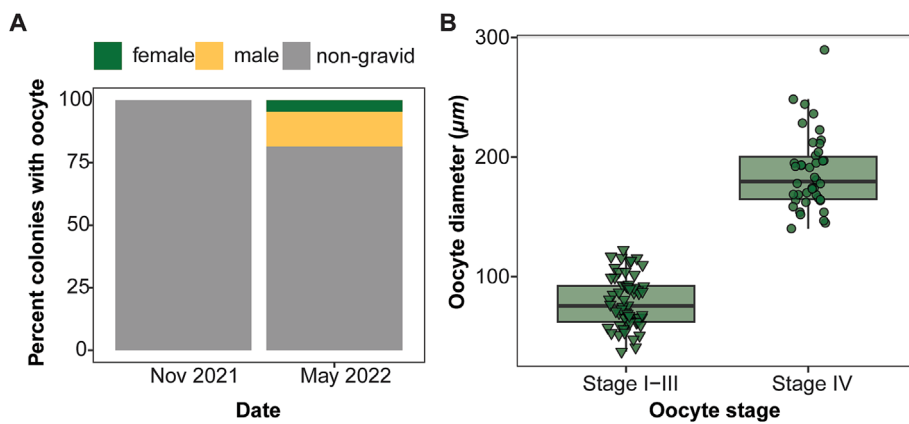 A
female male non-gravid
Percent colonies with oocyte
100
75
50
25
0
Nov 2021 May 2022
Date
B
Oocyte diameter (µm)
300
200
100
Stage I–III Stage IV
Oocyte stage